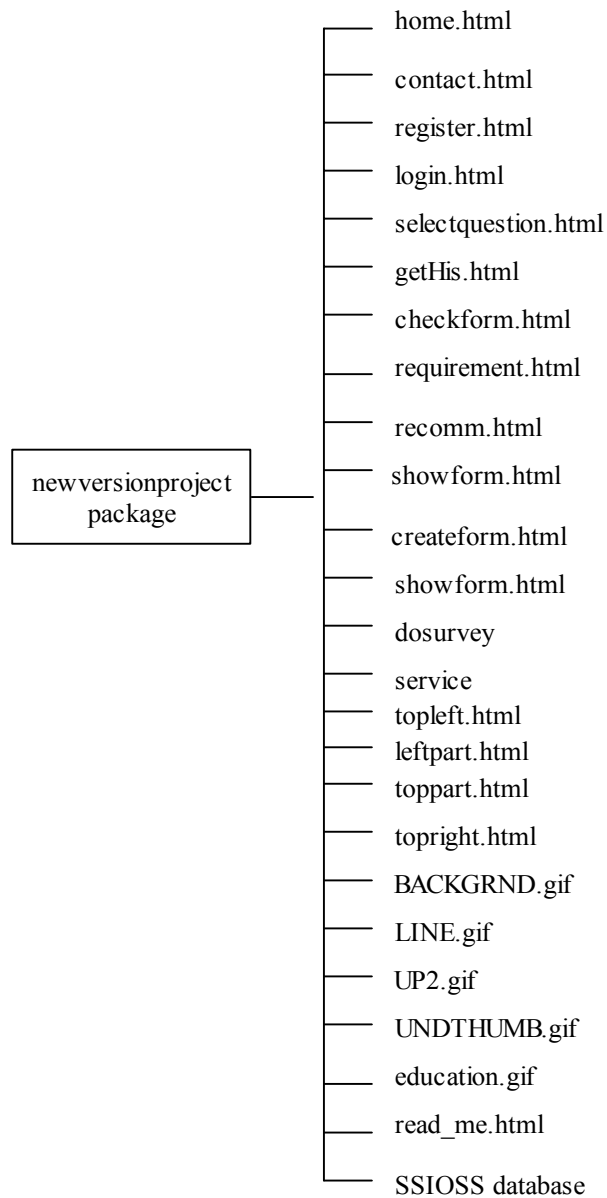 home.html
contact.html
register.html
login.html
selectquestion.html
getHis.html
checkform.html
requirement.html
recomm.html
newversionproject
package
showform.html
createform.html
showform.html
dosurvey
service
topleft.html
leftpart.html
toppart.html
topright.html
BACKGRND.gif
LINE.gif
UP2.gif
UNDTHUMB.gif
education.gif
read_me.html
SSIOSS database